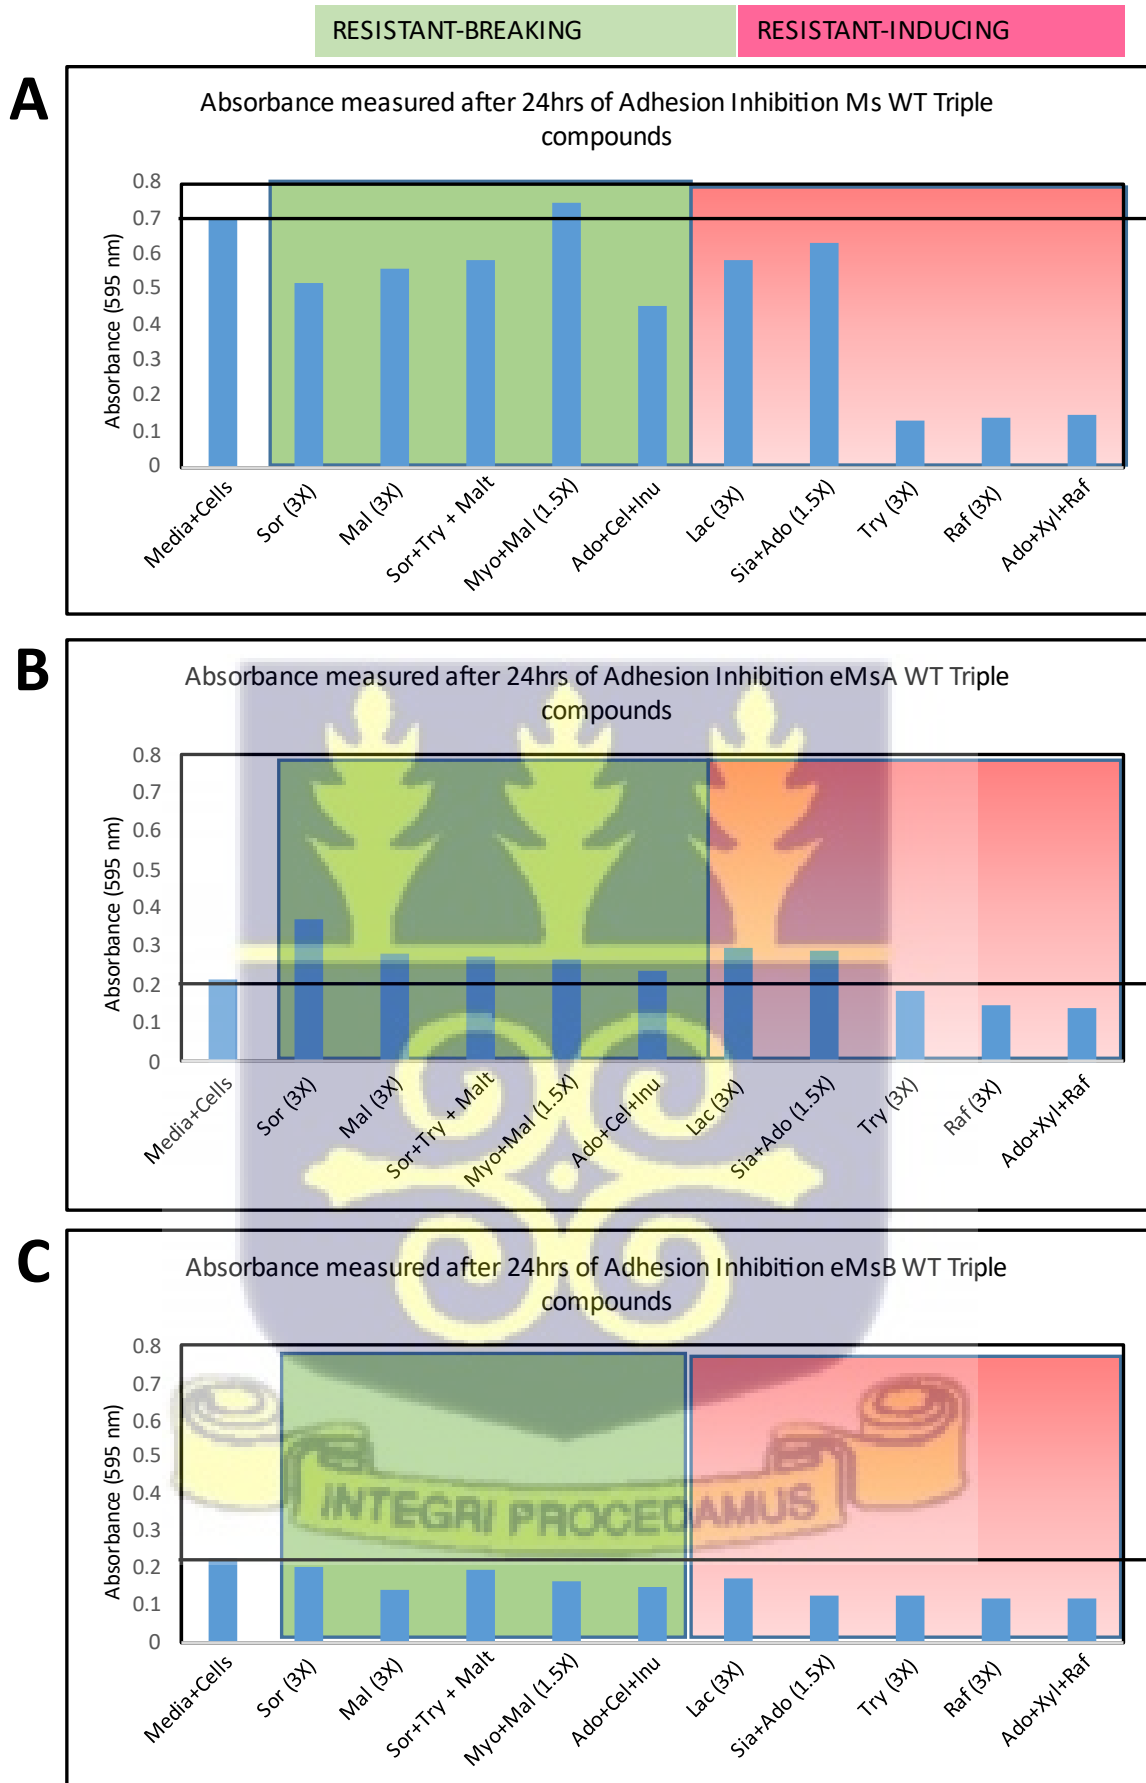 RESISTANT-BREAKING RESISTANT-INDUCING
A
Absorbance measured after 24hrs of Adhesion Inhibition Ms WT Triple
compounds
Absorbance (595 nm)
0.8
0.7
0.6
0.5
0.4
0.3
0.2
0.1
0
Media+Cells
Sor (3X)
Mal (3X)
Sor+Try + Malt
Myo+Mal (1.5X)
Ado+Cel+Inu
Lac (3X)
Sia+Ado (1.5X)
Try (3X)
Raf (3X)
Ado+Xyl+Raf
B
Absorbance measured after 24hrs of Adhesion Inhibition eMsA WT Triple
compounds
Absorbance (595 nm)
0.8
0.7
0.6
0.5
0.4
0.3
0.2
0.1
0
Media+Cells
Sor (3X)
Mal (3X)
Sor+Try + Malt
Myo+Mal (1.5X)
Ado+Cel+Inu
Lac (3X)
Sia+Ado (1.5X)
Try (3X)
Raf (3X)
Ado+Xyl+Raf
C
Absorbance measured after 24hrs of Adhesion Inhibition eMsB WT Triple
compounds
Absorbance (595 nm)
0.8
0.7
0.6
0.5
0.4
0.3
0.2
0.1
0
INTEGRI PROCEDAMUS
Media+Cells
Sor (3X)
Mal (3X)
Sor+Try + Malt
Myo+Mal (1.5X)
Ado+Cel+Inu
Lac (3X)
Sia+Ado (1.5X)
Try (3X)
Raf (3X)
Ado+Xyl+Raf